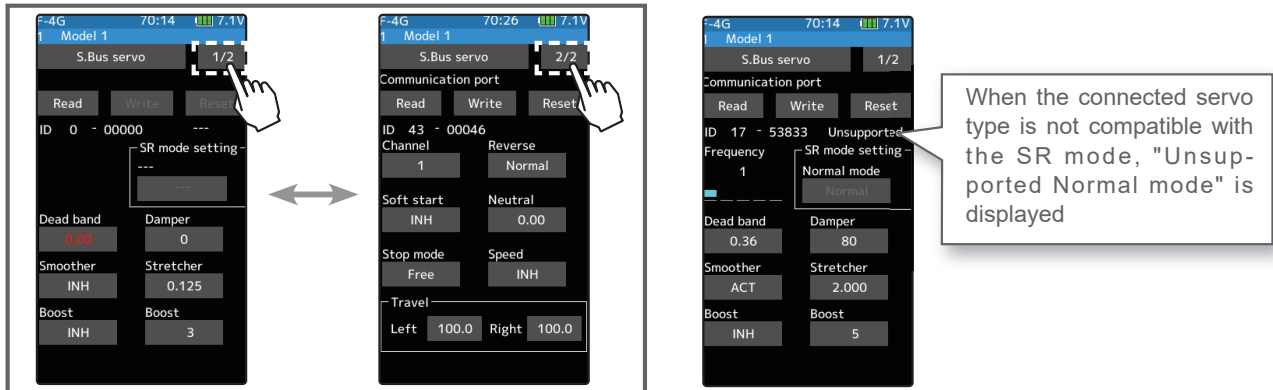 F-4G 70:14 7.1V
1 Model 1
S.Bus servo 1/2
Read Write Reset
ID 0 - 00000 ---
SR mode setting
---
---
Dead band Damper
0.00 0
Smoother Stretcher
INH 0.125
Boost Boost
INH 3
F-4G 70:26 7.1V
1 Model 1
S.Bus servo 2/2
Communication port
Read Write Reset
ID 43 - 00046
Channel Reverse
1 Normal
Soft start Neutral
INH 0.00
Stop mode Speed
Free INH
Travel
Left 100.0 Right 100.0
F-4G 70:14 7.1V
1 Model 1
S.Bus servo 1/2
Communication port
Read Write Reset
ID 17 - 53833 Unsupported
Frequency SR mode setting
1 Normal mode
Normal
Dead band Damper
0.36 80
Smoother Stretcher
ACT 2.000
Boost Boost
INH 5
When the connected servo
type is not compatible with
the SR mode, "Unsup-
ported Normal mode" is
displayed